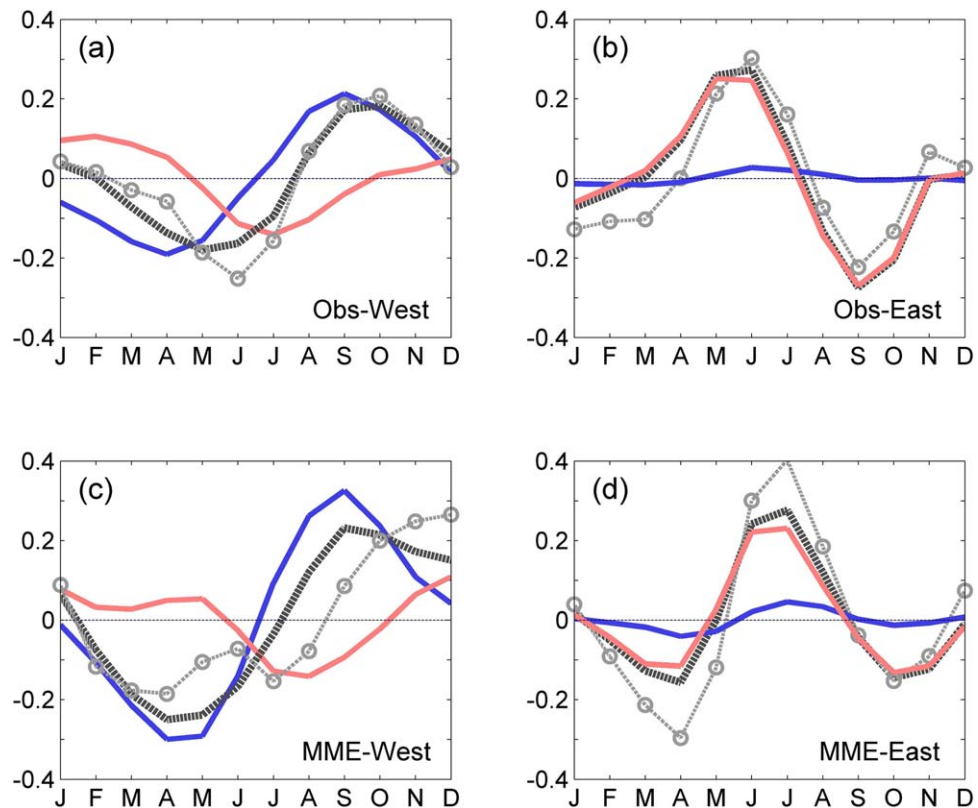 0.4
0.2
0
-0.2
-0.4
(a)
Obs-West
J F M A M J J A S O N D
0.4
0.2
0
-0.2
-0.4
(b)
Obs-East
J F M A M J J A S O N D
0.4
0.2
0
-0.2
-0.4
(c)
MME-West
J F M A M J J A S O N D
0.4
0.2
0
-0.2
-0.4
(d)
MME-East
J F M A M J J A S O N D